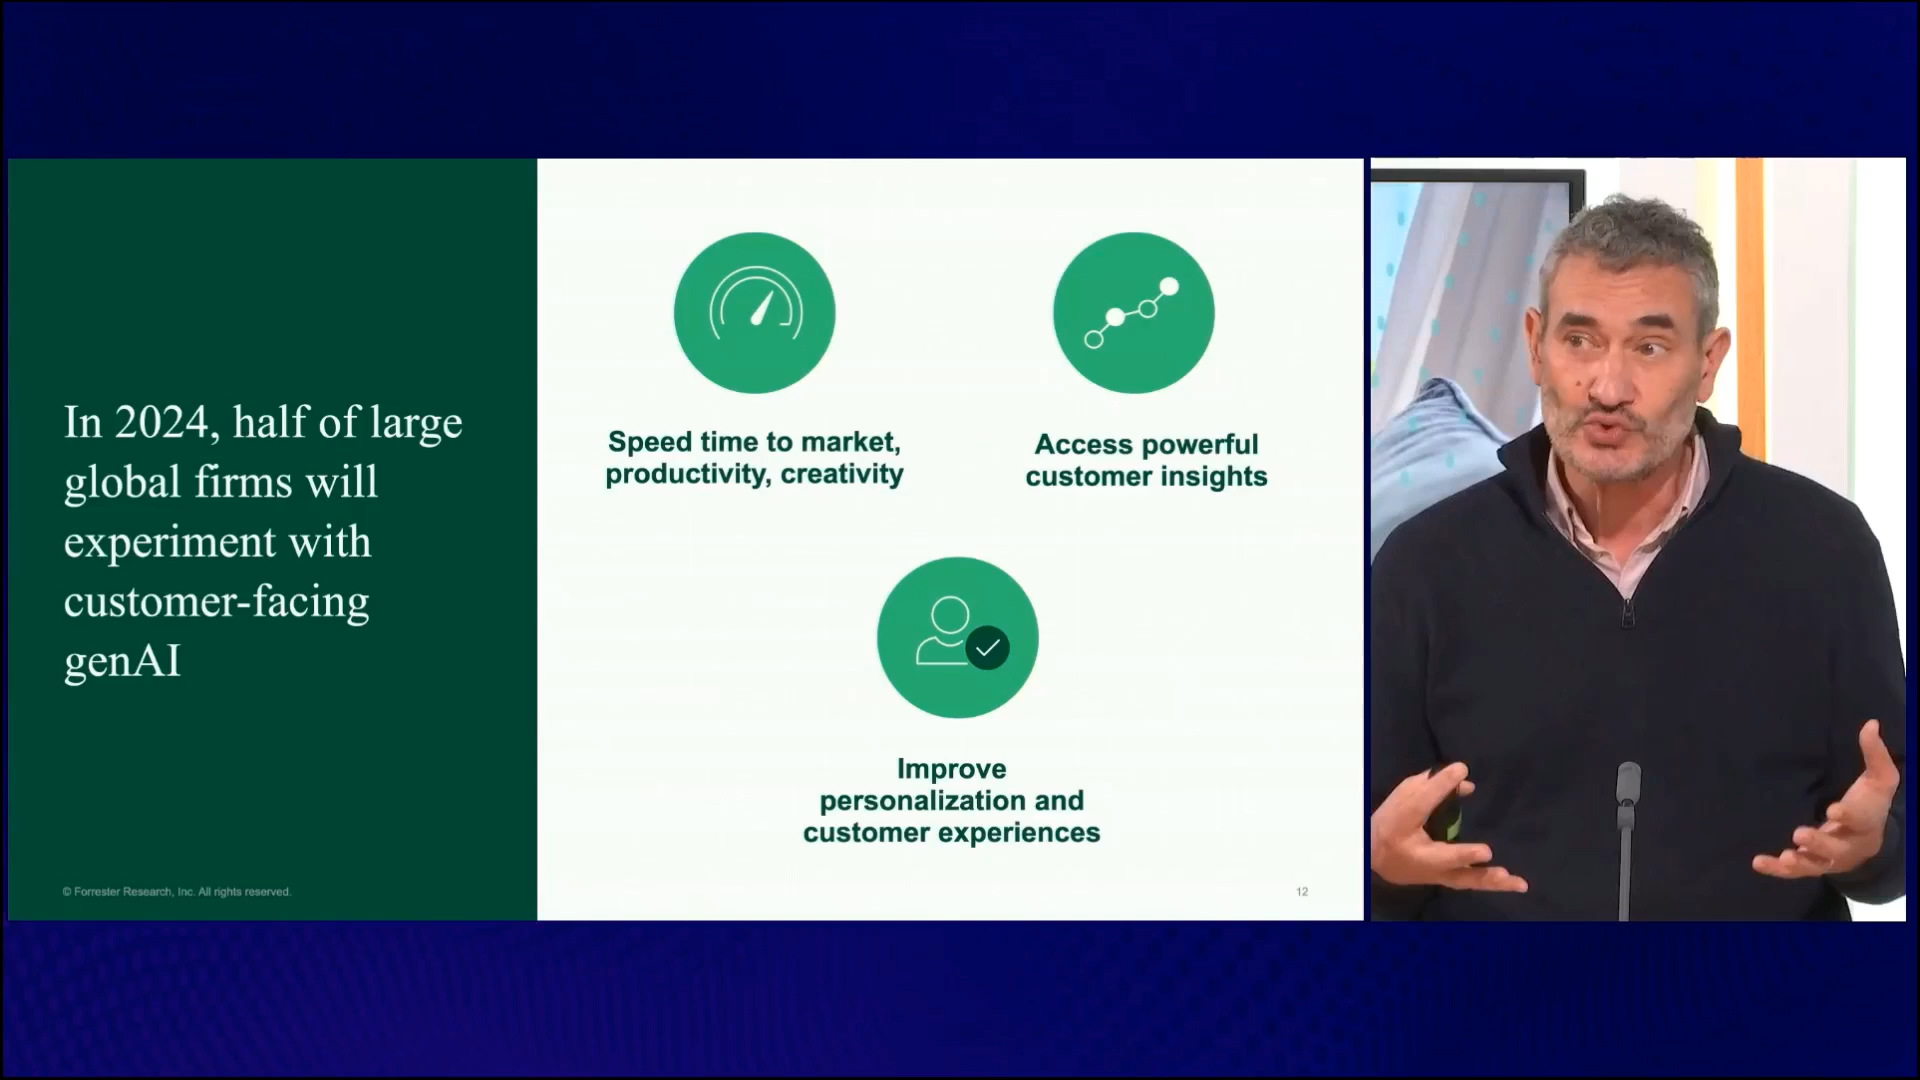 In 2024, half of large
global firms will
experiment with
customer-facing
genAI
Speed time to market,
productivity, creativity
Access powerful
customer insights
Improve
personalization and
customer experiences
© Forrester Research, Inc. All rights reserved.
12